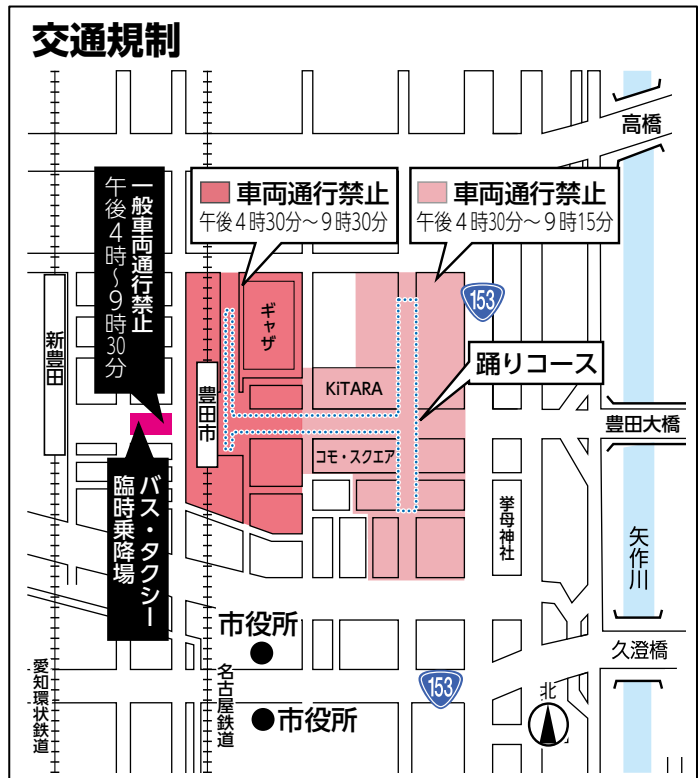 交通規制
高橋
車両通行禁止
午後4時30分～9時30分
車両通行禁止
午後4時30分～9時15分
一般車両通行禁止
午後4時～9時30分
153
ギャザ
新豊田
豊田市
KiTARA
踊りコース
豊田大橋
コモ・スクエア
バス・タクシー
臨時乗降場
挙母神社
矢作川
市役所
久澄橋
愛知環状鉄道
名古屋鉄道
153
北
市役所